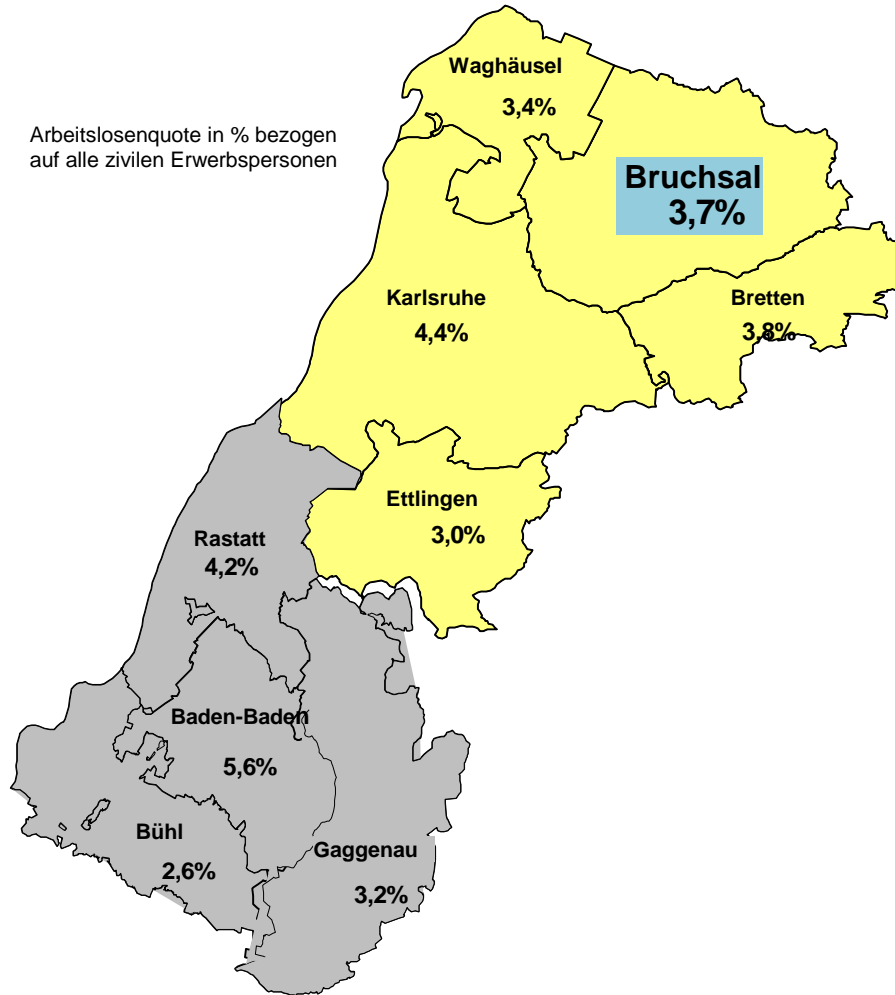 Waghäusel
3,4%
Arbeitslosenquote in % bezogen
auf alle zivilen Erwerbspersonen
Bruchsal
3,7%
Karlsruhe
4,4%
Bretten
3,8%
Ettlingen
3,0%
Rastatt
4,2%
Baden-Baden
5,6%
Bühl
2,6%
Gaggenau
3,2%